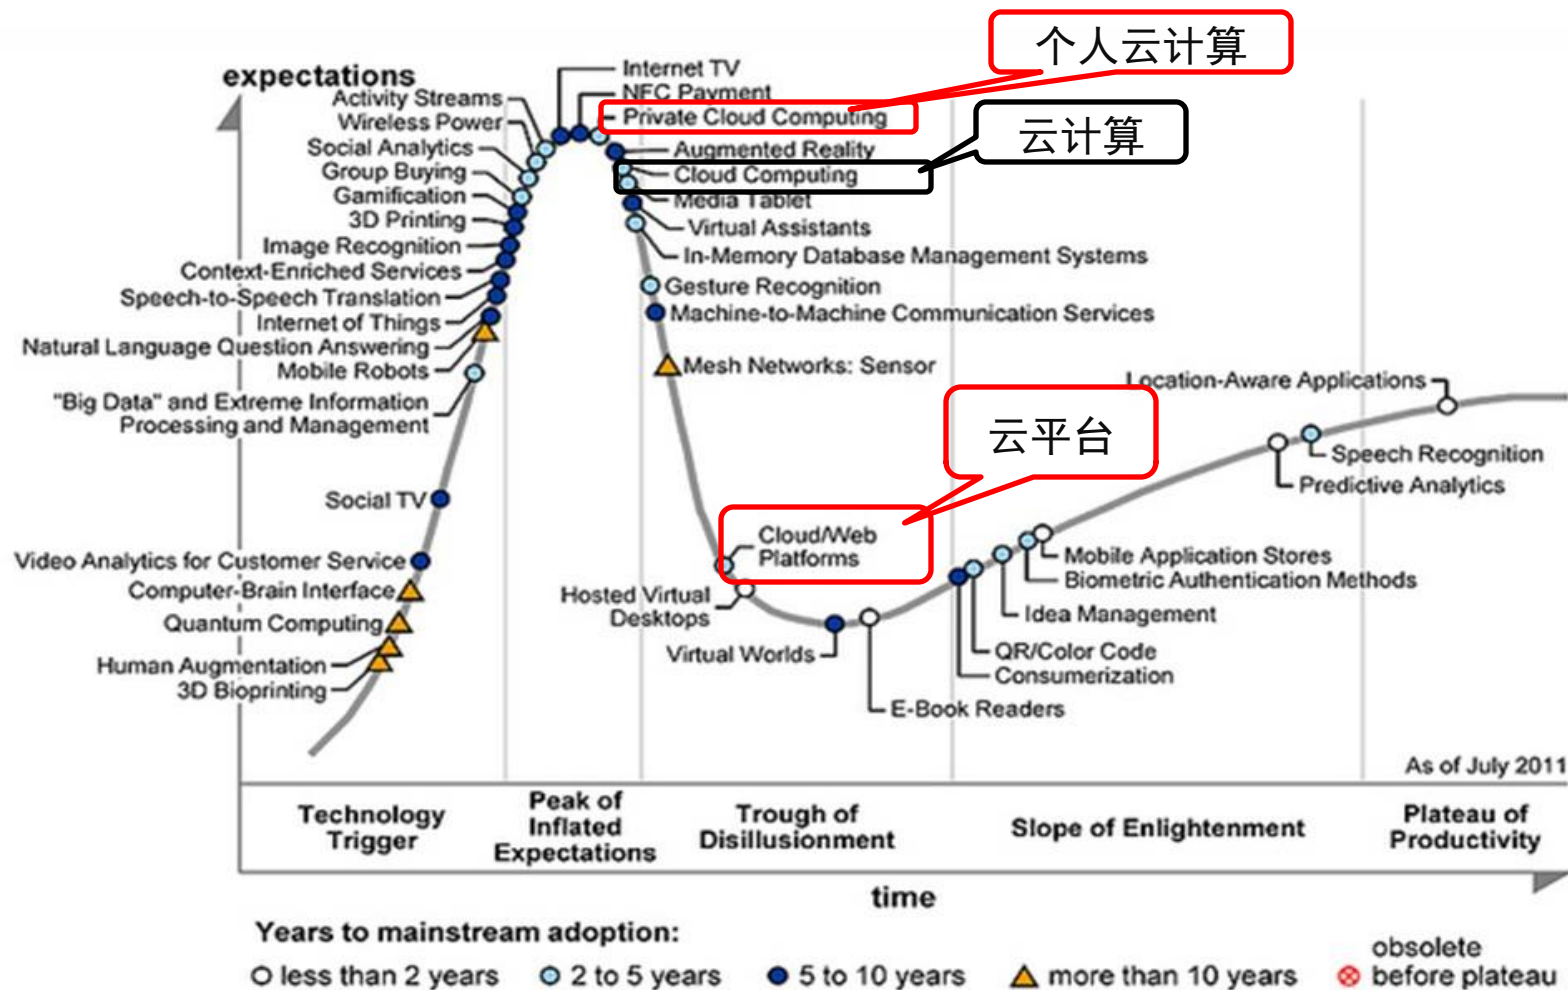 个人云计算
expectations
Internet TV
Activity Streams
NFC Payment
Wireless Power
Private Cloud Computing
云计算
Social Analytics
Augmented Reality
Group Buying
Cloud Computing
Gamification
Media Tablet
3D Printing
Virtual Assistants
Image Recognition
In-Memory Database Management Systems
Context-Enriched Services
Gesture Recognition
Speech-to-Speech Translation
Machine-to-Machine Communication Services
Internet of Things
Natural Language Question Answering
Mobile Robots
Mesh Networks: Sensor
Location-Aware Applications
"Big Data" and Extreme Information
Processing and Management
云平台
Speech Recognition
Predictive Analytics
Social TV
Cloud/Web
Platforms
Video Analytics for Customer Service
Mobile Application Stores
Computer-Brain Interface
Biometric Authentication Methods
Hosted Virtual
Desktops
Idea Management
Quantum Computing
Virtual Worlds
QR/Color Code
Human Augmentation
Consumerization
3D Bioprinting
E-Book Readers
As of July 2011
Technology
Trigger
Peak of
Inflated
Expectations
Trough of
Disillusionment
Slope of Enlightenment
Plateau of
Productivity
time
Years to mainstream adoption:
less than 2 years
2 to 5 years
5 to 10 years
more than 10 years
obsolete
before plateau